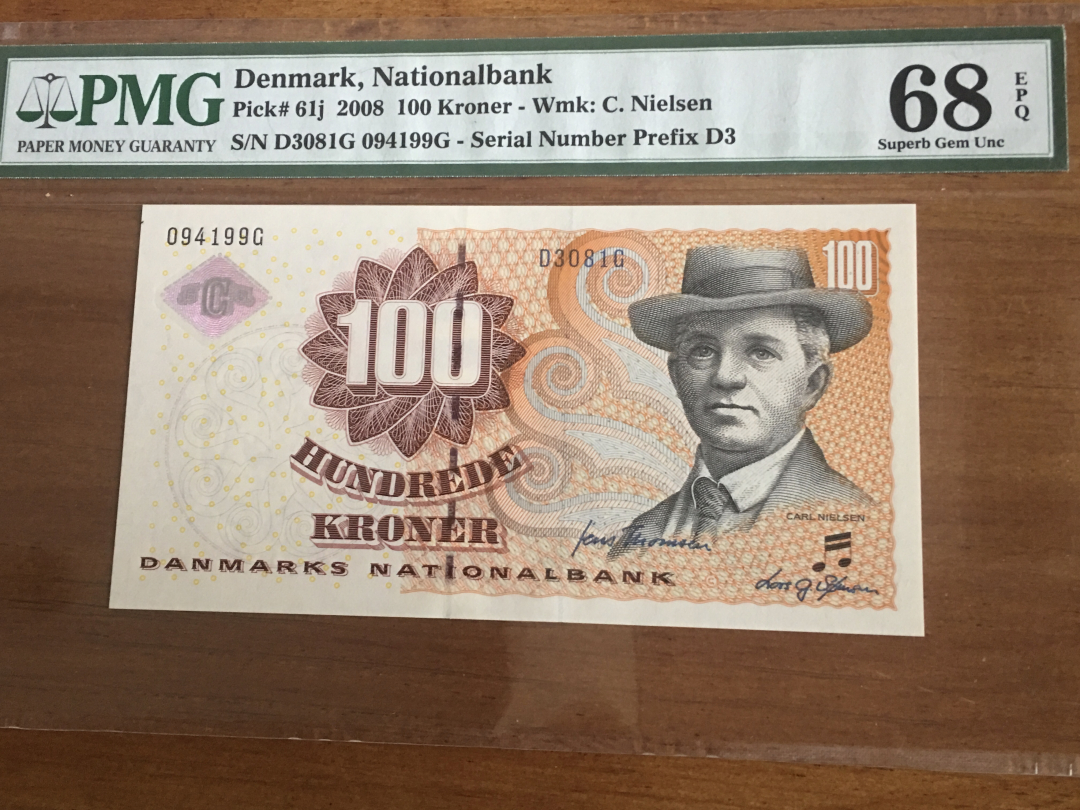 PMG
PAPER MONEY GUARANTY
Denmark, Nationalbank
Pick# 61j 2008 100 Kroner - Wmk: C. Nielsen
S/N D3081G 094199G - Serial Number Prefix D3
68
EPQ
Superb Gem Unc
094199G
D3081G
100
C
100
HUNDREDE
KRONER
CARL NIELSEN
DANMARKS NATIONALBANK